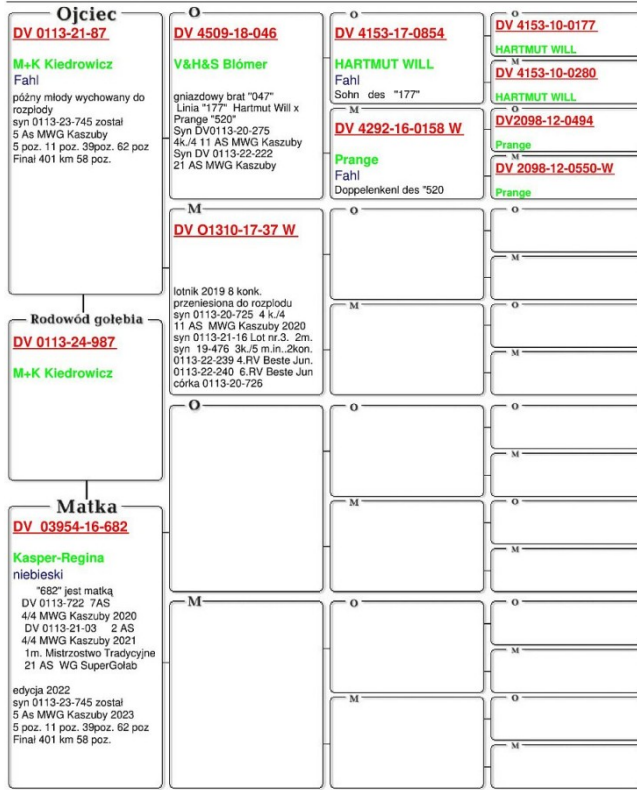 Ojciec
DV 0113-21-87
M+K Kiedrowicz
Fahl
późny młody wychowany do
rozpłody
syn 0113-23-745 został
5 As MWG Kaszuby
5 poz. 11 poz. 39poz. 62 poz
Finał 401 km 58 poz.
Rodowód gołębia
DV 0113-24-987
M+K Kiedrowicz
Matka
DV 03954-16-682
Kasper-Regina
niebieski
"682" jest matką
DV 0113-722 7AS
4/4 MWG Kaszuby 2020
DV 0113-21-03 2 AS
4/4 MWG Kaszuby 2021
1m. Mistrzostwo Tradycyjne
21 AS WG SuperGołab
edycja 2022
syn 0113-23-745 został
5 As MWG Kaszuby 2023
5 poz. 11 poz. 39poz. 62 poz
Finał 401 km 58 poz.
O
DV 4509-18-046
V&H&S Blómer
gniazdowy brat "047"
Linia "177" Hartmut Will x
Prange "520"
Syn DV0113-20-275
4k./4 11 AS MWG Kaszuby
Syn DV 0113-22-222
21 AS MWG Kaszuby
M
DV O1310-17-37 W
lotnik 2019 8 konk.
przeniesiona do rozplodu
syn 0113-20-725 4 k./4
11 AS MWG Kaszuby 2020
syn 0113-21-16 Lot nr.3. 2m.
syn 19-476 3k./5 m.in..2kon.
0113-22-239 4.RV Beste Jun.
0113-22-240 6.RV Beste Jun
córka 0113-20-726
O
M
O
DV 4153-17-0854
HARTMUT WILL
Fahl
Sohn des "177"
M
DV 4292-16-0158 W
Prange
Fahl
Doppelenkenl des "520
O
M
O
M
O
M
O
DV 4153-10-0177
HARTMUT WILL
M
DV 4153-10-0280
HARTMUT WILL
O
DV2098-12-0494
Prange
M
DV 2098-12-0550-W
Prange
O
M
O
M
O
M
O
M
O
M
O
M